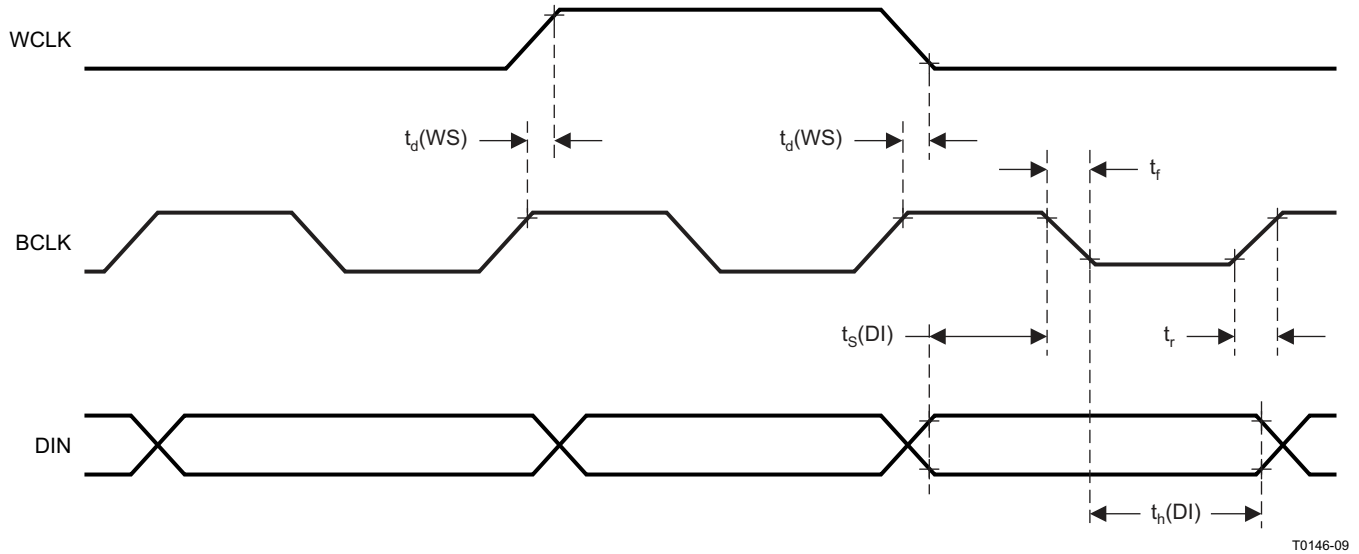 WCLK
td(WS)
td(WS)
tf
BCLK
tS(DI)
tr
DIN
th(DI)
T0146-09